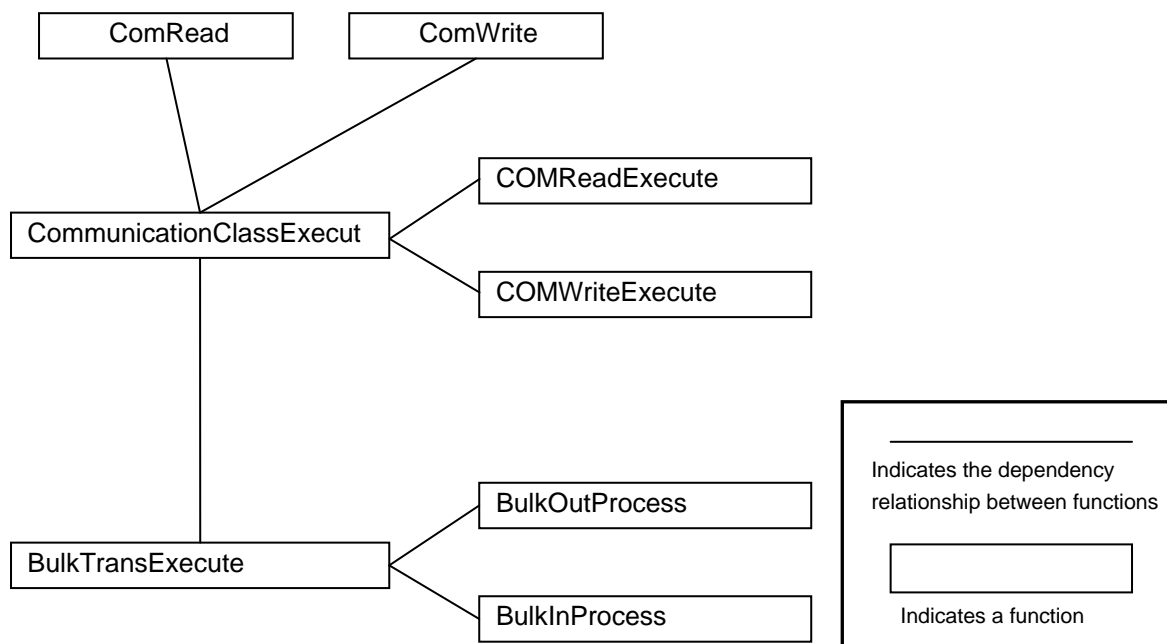 ComRead
ComWrite
COMReadExecute
CommunicationClassExecut
COMWriteExecute
Indicates the dependency
relationship between functions
BulkOutProcess
BulkTransExecute
BulkInProcess
Indicates a function